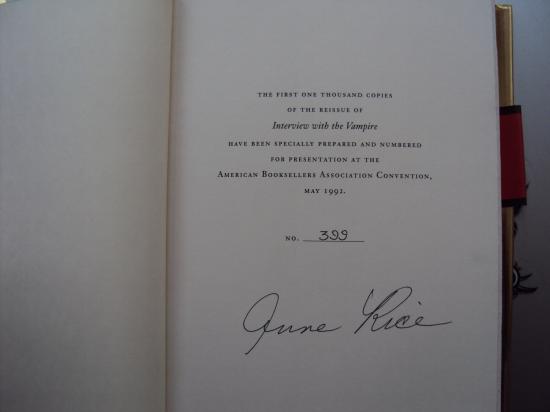 THE FIRST ONE THOUSAND COPIES
OF THE REISSUE OF
Interview with the Vampire
HAVE BEEN SPECIALLY PREPARED AND NUMBERED
FOR PRESENTATION AT THE
AMERICAN BOOKSELLERS ASSOCIATION CONVENTION,
MAY 1992.
NO. 399
Anne Rice